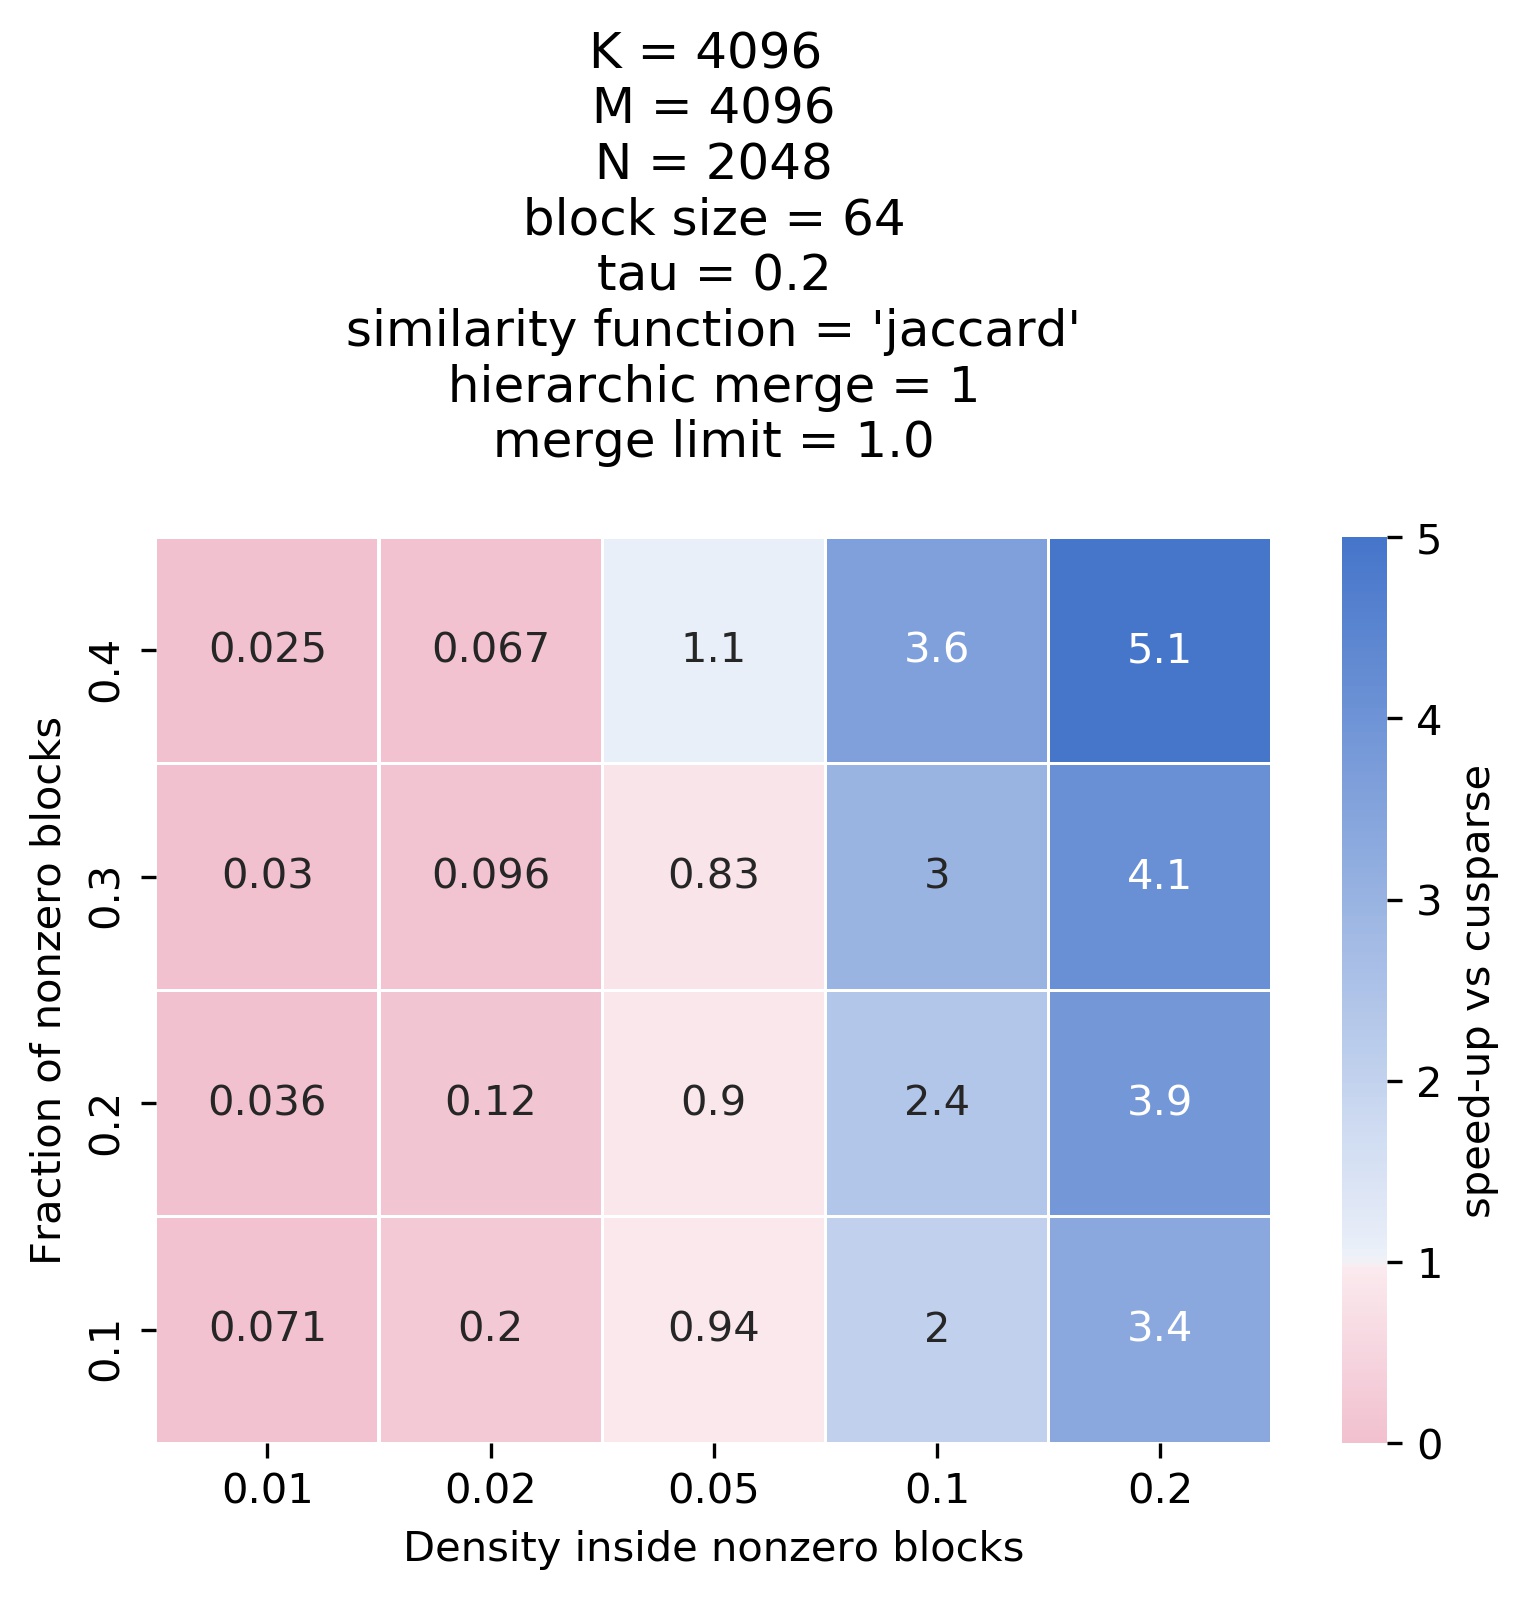 K = 4096
M = 4096
N = 2048
block size = 64
tau = 0.2
similarity function = 'jaccard'
hierarchic merge = 1
merge limit = 1.0
Fraction of nonzero blocks
0.4 0.025 0.067 1.1 3.6 5.1
0.3 0.03 0.096 0.83 3 4.1
0.2 0.036 0.12 0.9 2.4 3.9
0.1 0.071 0.2 0.94 2 3.4
0.01 0.02 0.05 0.1 0.2
Density inside nonzero blocks
5
4
3
2
1
0
speed-up vs cusparse